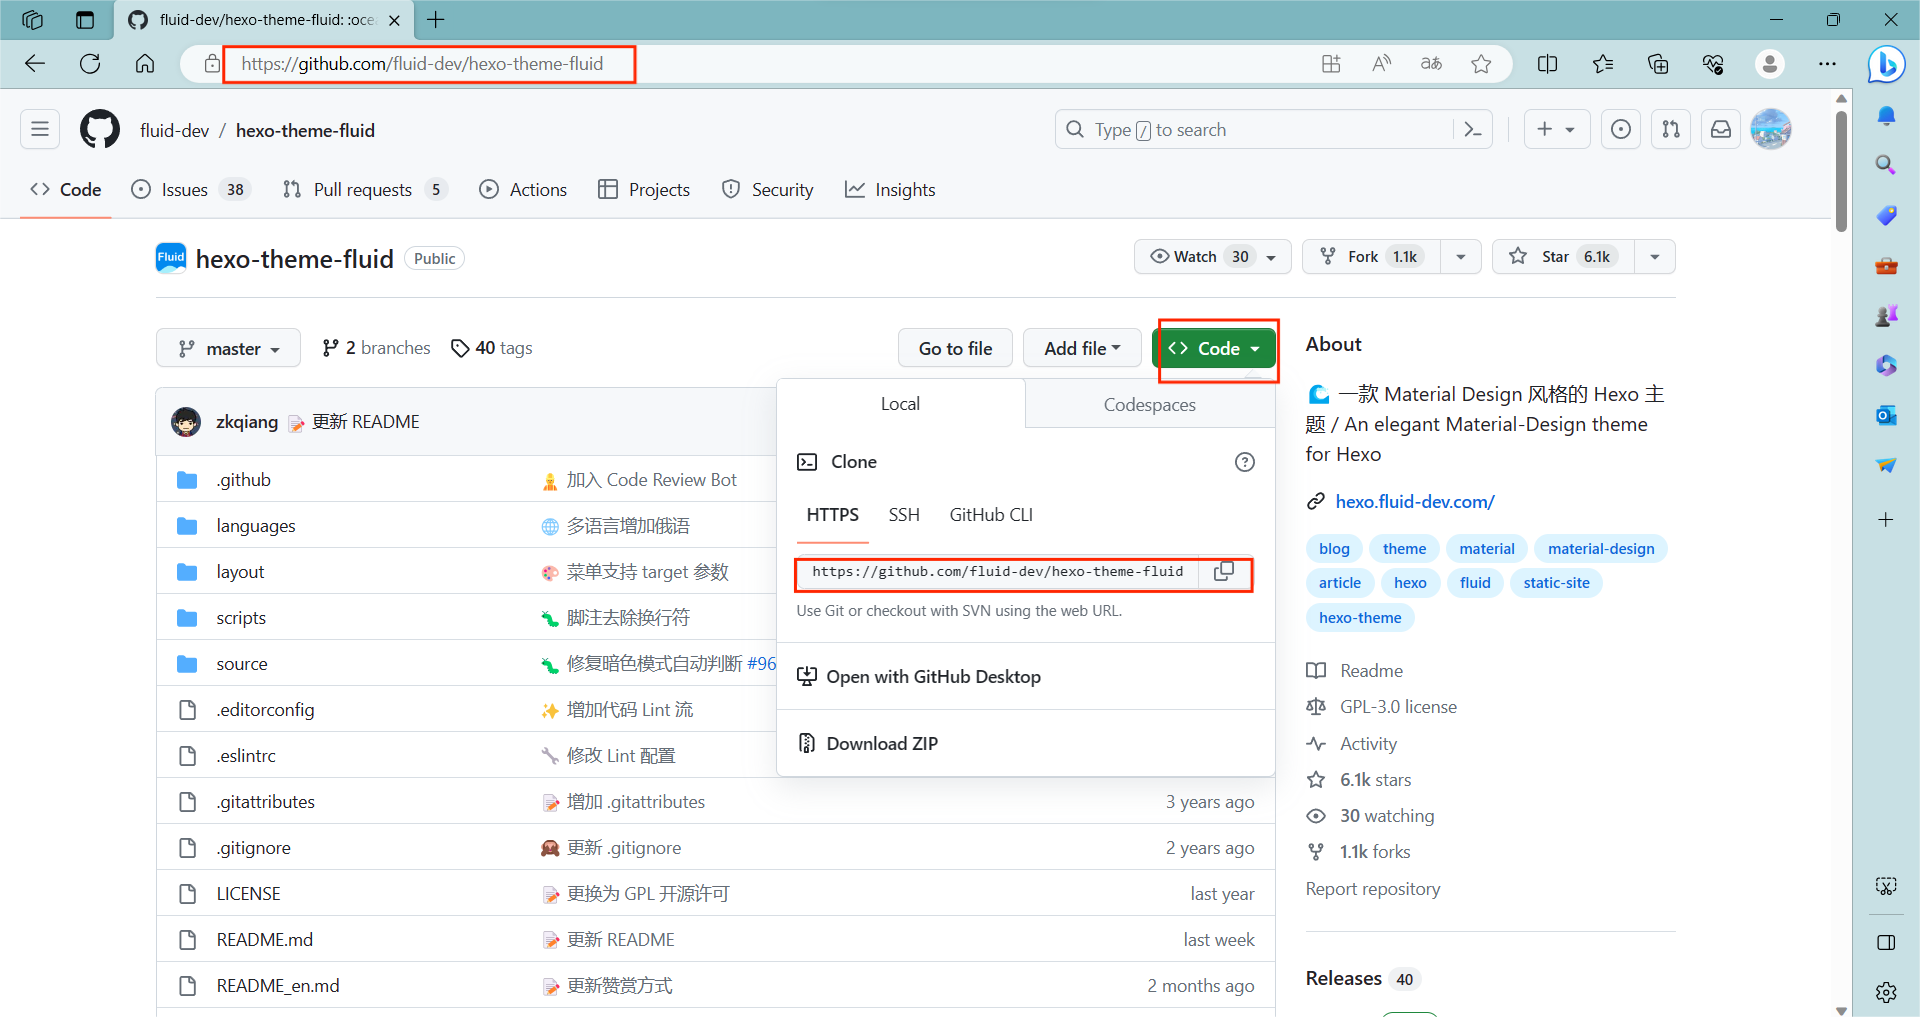 fluid-dev/hexo-theme-fluid: :oce
https://github.com/fluid-dev/hexo-theme-fluid
fluid-dev / hexo-theme-fluid
Type / to search
Code
Issues 38
Pull requests 5
Actions
Projects
Security
Insights
Fluid
hexo-theme-fluid Public
Watch 30
Fork 1.1k
Star 6.1k
master
2 branches
40 tags
Go to file
Add file
Code
zkqiang 更新 README
.github 加入 Code Review Bot
languages 多语言增加俄语
layout 菜单支持 target 参数
scripts 脚注去除换行符
source 修复暗色模式自动判断 #96
.editorconfig 增加代码 Lint 流
.eslintrc 修改 Lint 配置
.gitattributes 增加 .gitattributes 3 years ago
.gitignore 更新 .gitignore 2 years ago
LICENSE 更换为 GPL 开源许可 last year
README.md 更新 README last week
README_en.md 更新赞赏方式 2 months ago
Local
Codespaces
Clone
HTTPS
SSH
GitHub CLI
https://github.com/fluid-dev/hexo-theme-fluid
Use Git or checkout with SVN using the web URL.
Open with GitHub Desktop
Download ZIP
About
一款 Material Design 风格的 Hexo 主
题 / An elegant Material-Design theme
for Hexo
hexo.fluid-dev.com/
blog theme material material-design
article hexo fluid static-site
hexo-theme
Readme
GPL-3.0 license
Activity
6.1k stars
30 watching
1.1k forks
Report repository
Releases 40